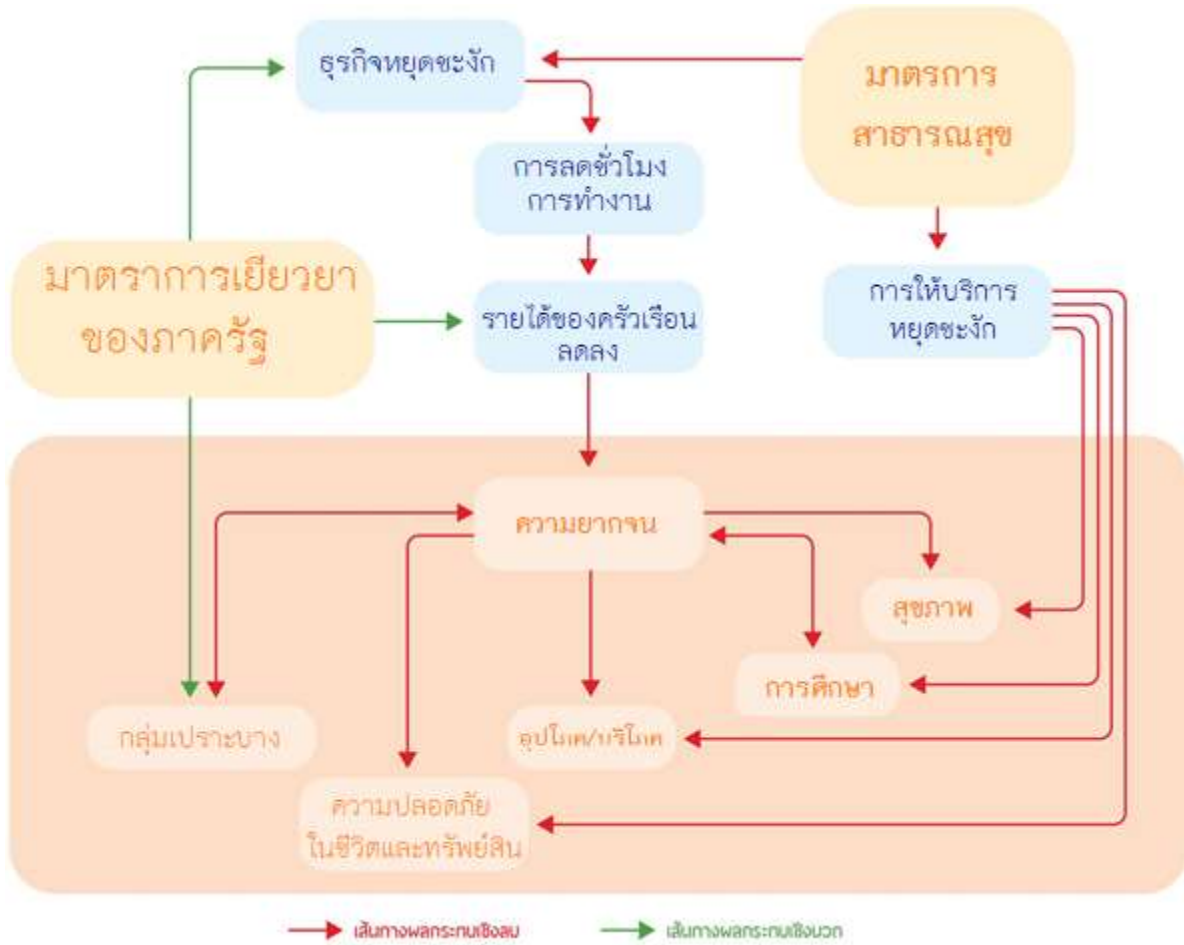 ธุรกิจหยุดชะงัก
มาตรการ
สาธารณสุข
การลดชั่วโมง
การทำงาน
มาตราการเยียวยา
ของภาครัฐ
รายได้ของครัวเรือน
ลดลง
การให้บริการ
หยุดชะงัก
ความยากจน
สุขภาพ
การศึกษา
กลุ่มเปราะบาง
อุปโภค/บริโภค
ความปลอดภัย
ในชีวิตและทรัพย์สิน
เส้นทางผลกระทบเชิงลบ
เส้นทางผลกระทบเชิงบวก